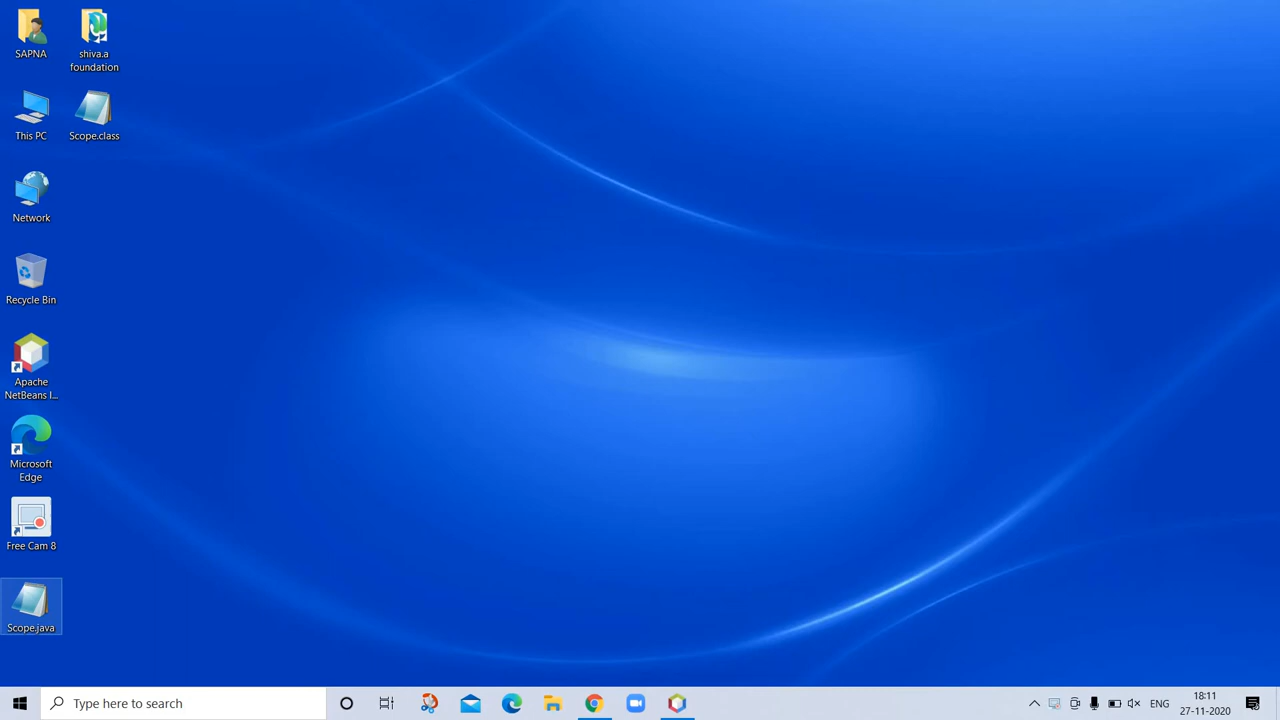 SAPNA
shiva.a
foundation
This PC
Scope.class
Network
Recycle Bin
Apache
NetBeans I...
Microsoft
Edge
Free Cam 8
Scope.java
Type here to search
ENG
18:11
27-11-2020